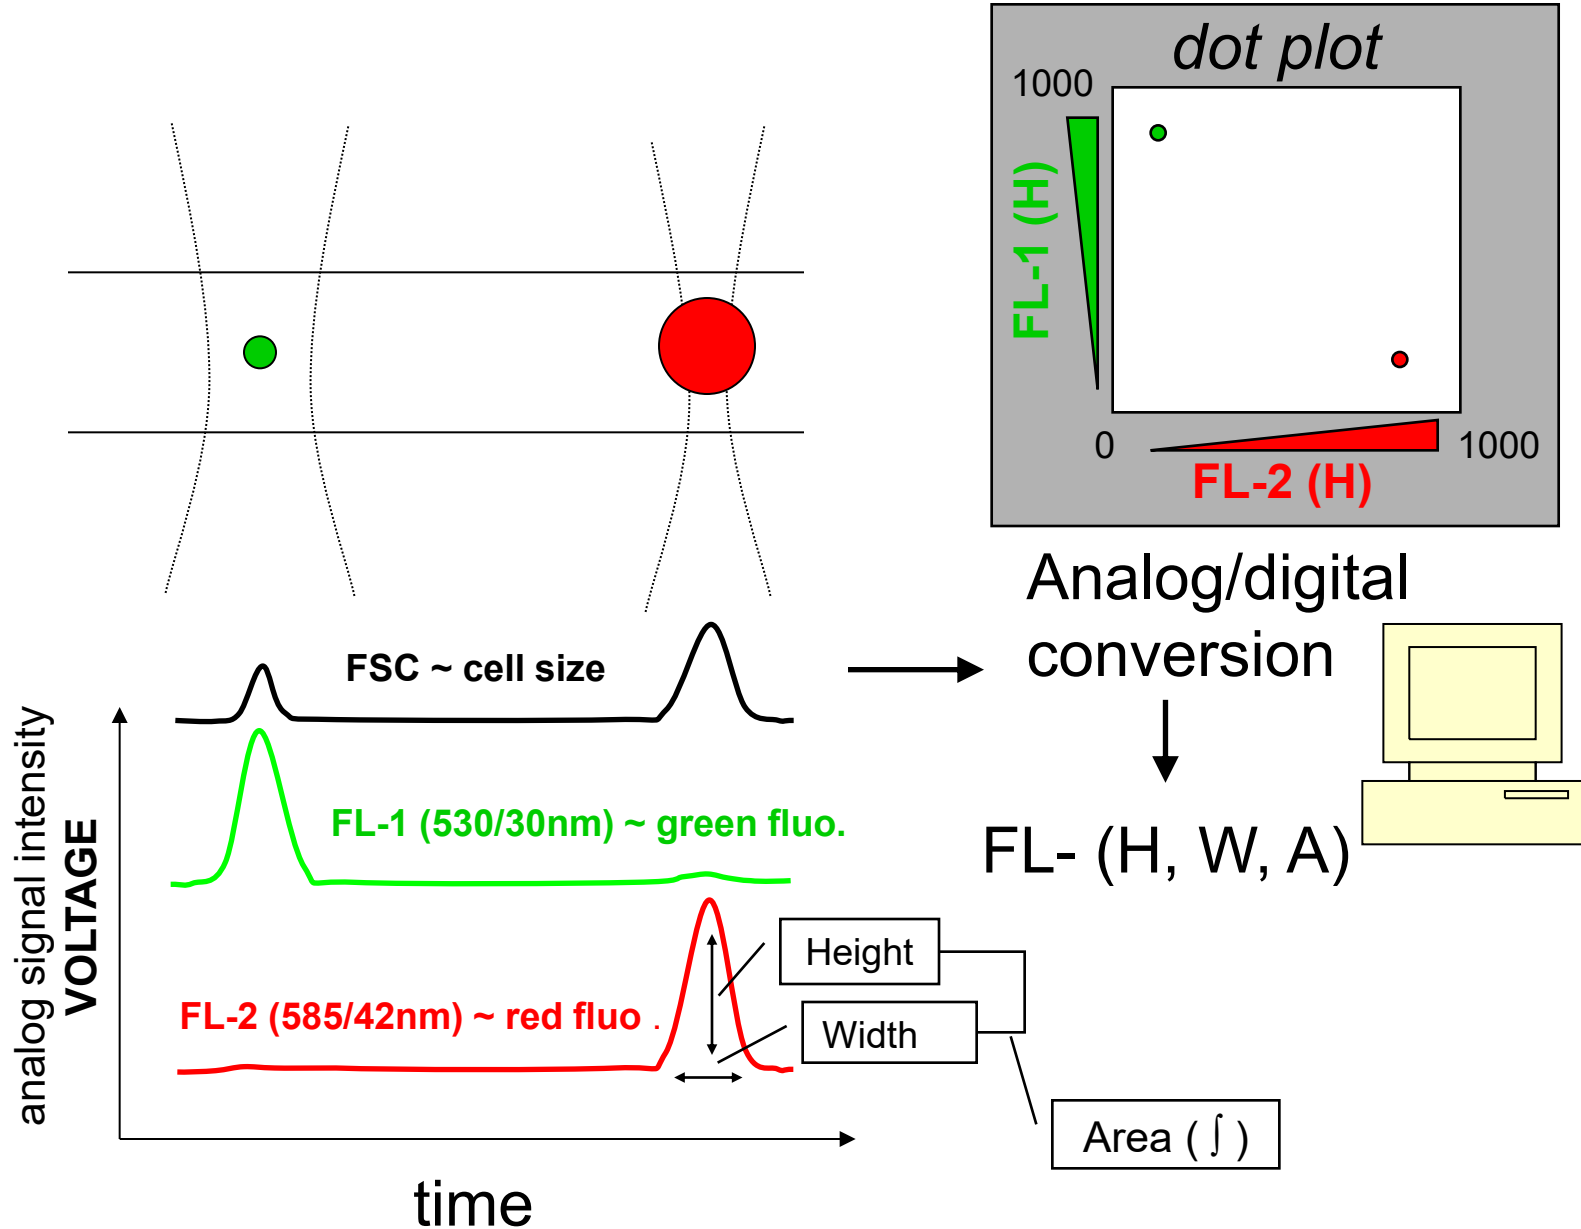 dot plot
1000
FL-1 (H)
0
1000
FL-2 (H)
Analog/digital
conversion
FSC ~ cell size
analog signal intensity
VOLTAGE
FL-1 (530/30nm) ~ green fluo.
FL- (H, W, A)
Height
FL-2 (585/42nm) ~ red fluo .
Width
Area ( ∫ )
time